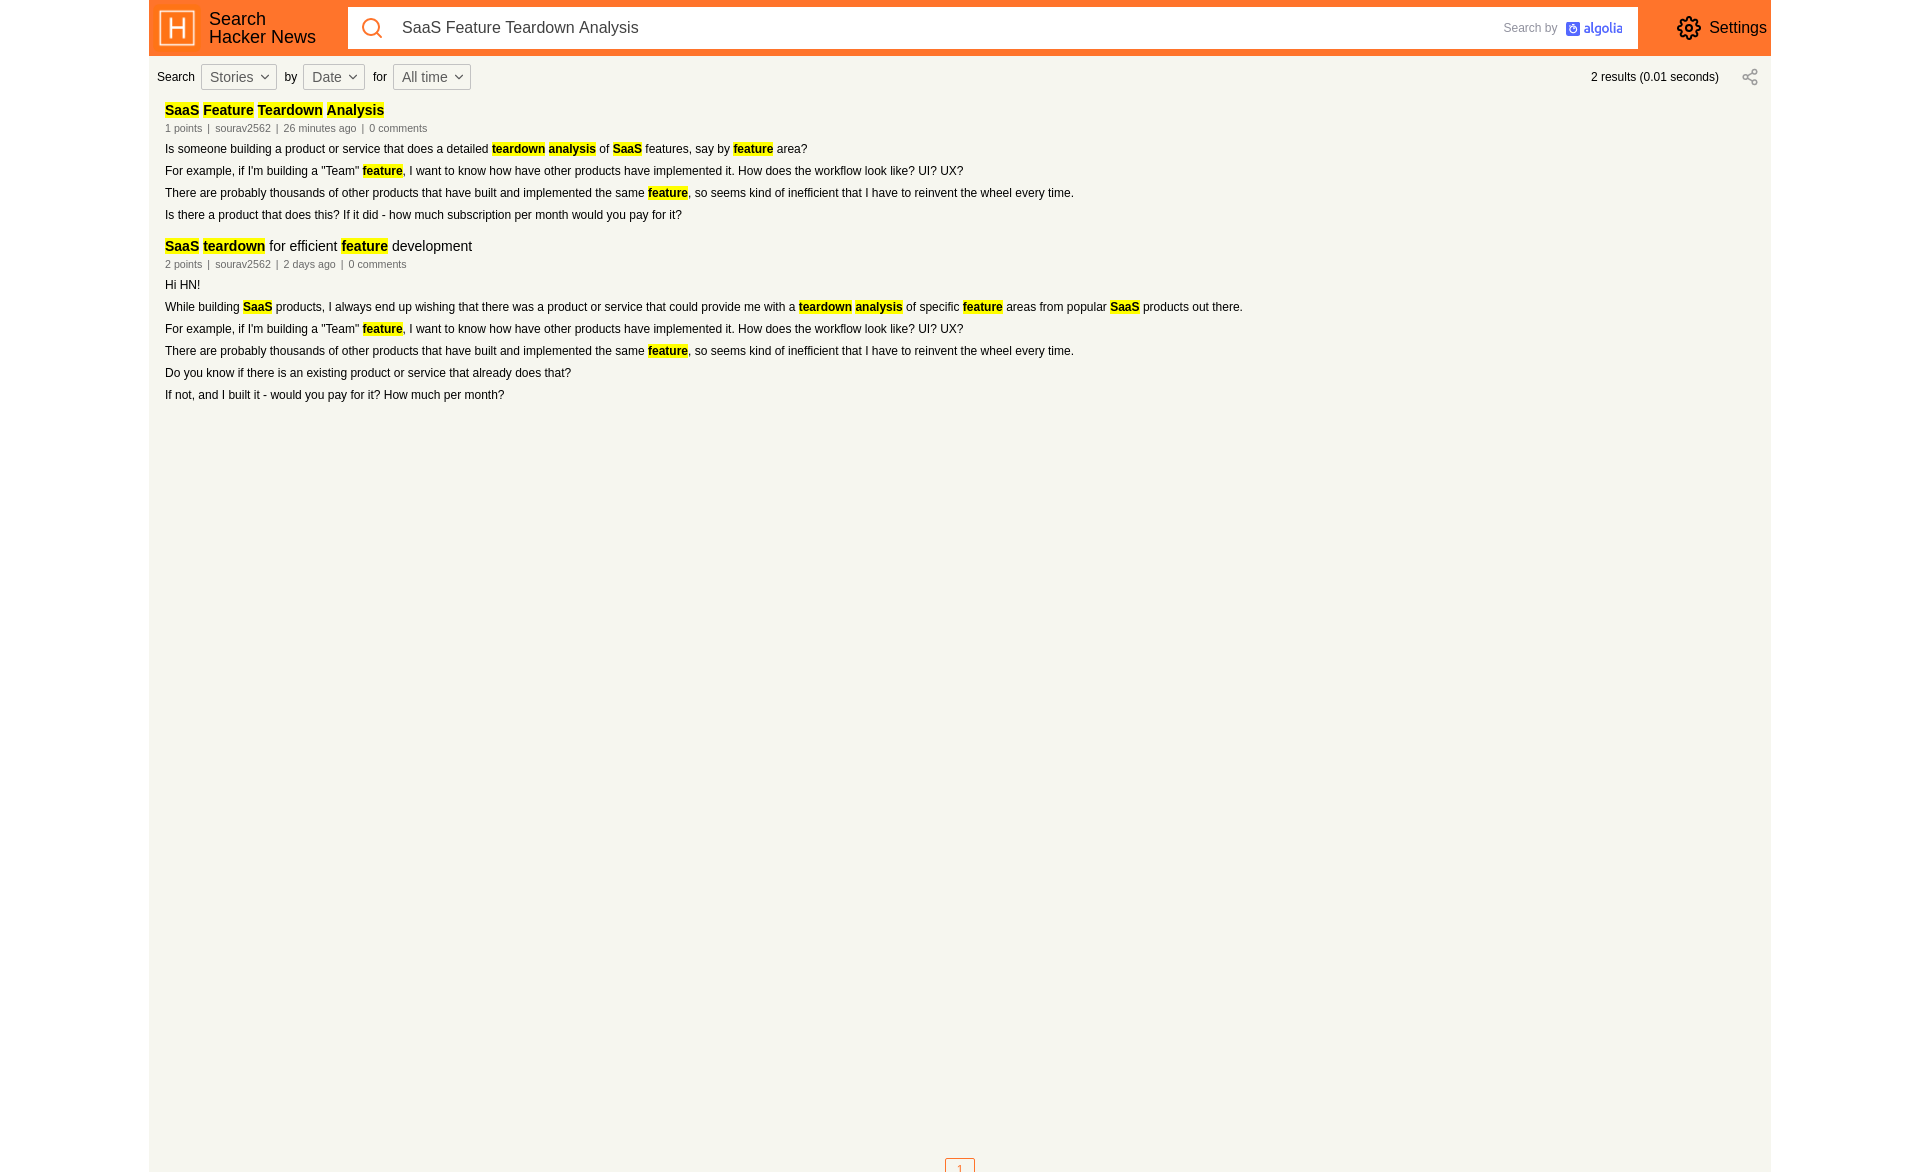 H
Search
Hacker News
SaaS Feature Teardown Analysis
Search by algolia
Settings
Search Stories by Date for All time
2 results (0.01 seconds)
SaaS Feature Teardown Analysis
1 points | sourav2562 | 26 minutes ago | 0 comments
Is someone building a product or service that does a detailed teardown analysis of SaaS features, say by feature area?
For example, if I'm building a "Team" feature, I want to know how have other products have implemented it. How does the workflow look like? UI? UX?
There are probably thousands of other products that have built and implemented the same feature, so seems kind of inefficient that I have to reinvent the wheel every time.
Is there a product that does this? If it did - how much subscription per month would you pay for it?
SaaS teardown for efficient feature development
2 points | sourav2562 | 2 days ago | 0 comments
Hi HN!
While building SaaS products, I always end up wishing that there was a product or service that could provide me with a teardown analysis of specific feature areas from popular SaaS products out there.
For example, if I'm building a "Team" feature, I want to know how have other products have implemented it. How does the workflow look like? UI? UX?
There are probably thousands of other products that have built and implemented the same feature, so seems kind of inefficient that I have to reinvent the wheel every time.
Do you know if there is an existing product or service that already does that?
If not, and I built it - would you pay for it? How much per month?
1